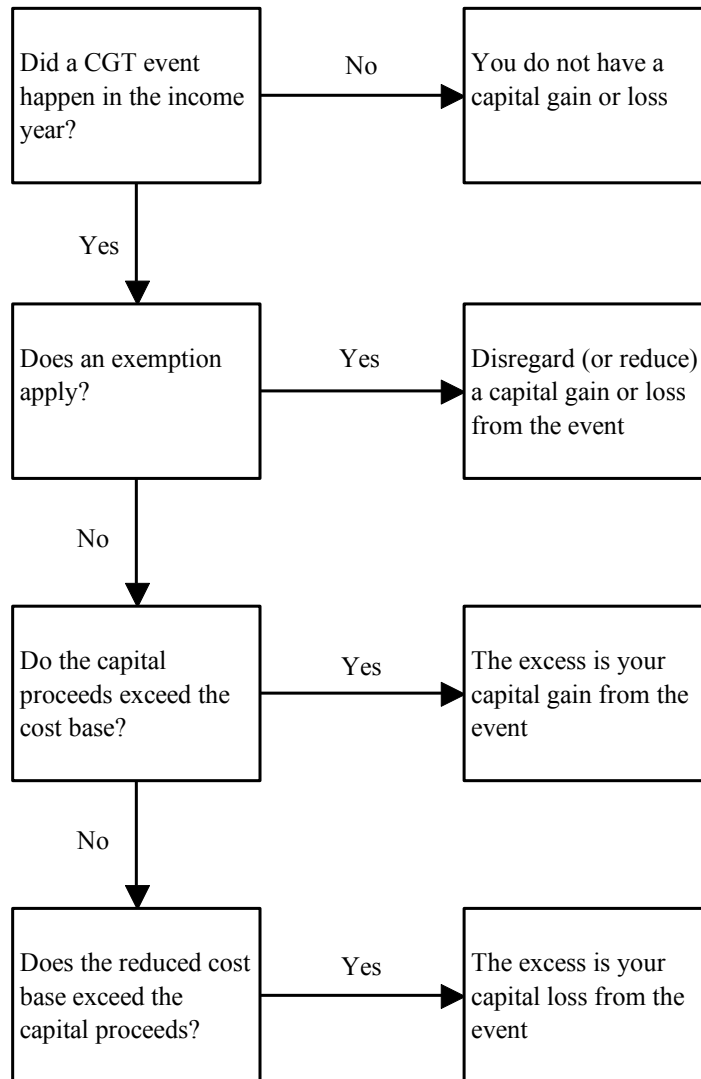 Did a CGT event
happen in the income
year?
No
You do not have a
capital gain or loss
Yes
Does an exemption
apply?
Yes
Disregard (or reduce)
a capital gain or loss
from the event
No
Do the capital
proceeds exceed the
cost base?
Yes
The excess is your
capital gain from the
event
No
Does the reduced cost
base exceed the
capital proceeds?
Yes
The excess is your
capital loss from the
event